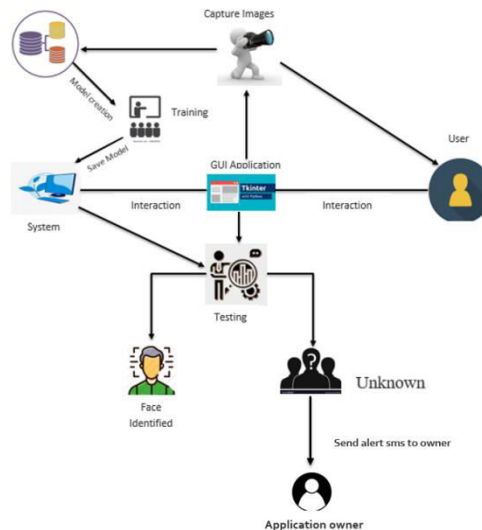 Capture Images
Model creation
Training
User
Save Model
GUI Application
Tkinter
Interaction
Interaction
System
Testing
Face
Identified
Unknown
Send alert sms to owner
Application owner